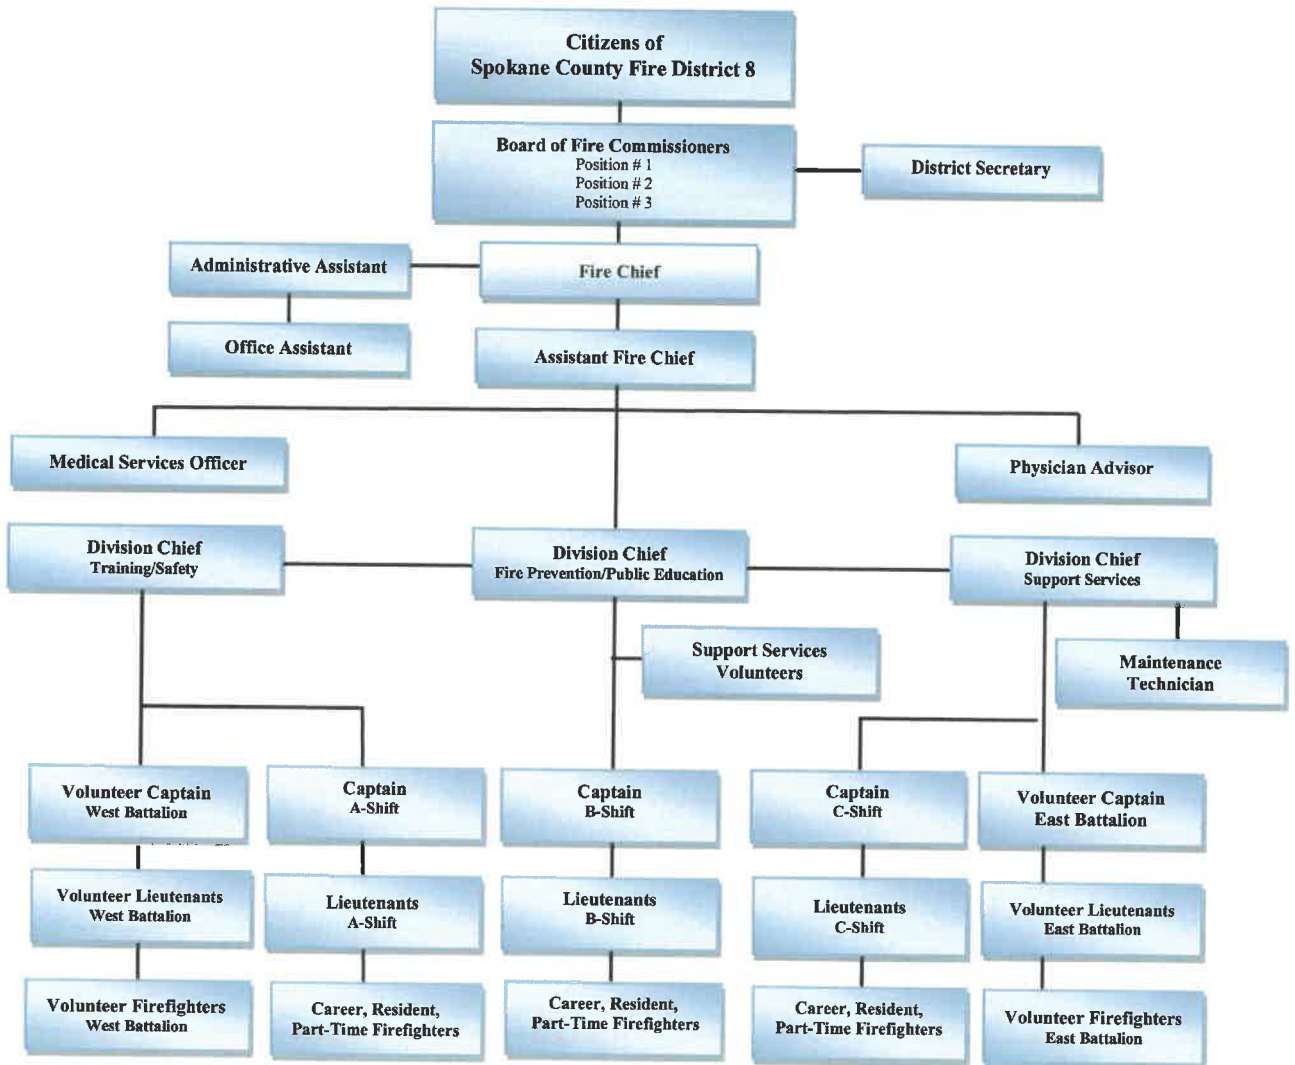 Citizens of
Spokane County Fire District 8
Board of Fire Commissioners
Position # 1
Position # 2
Position # 3
District Secretary
Administrative Assistant
Fire Chief
Office Assistant
Assistant Fire Chief
Medical Services Officer
Physician Advisor
Division Chief
Training/Safety
Division Chief
Fire Prevention/Public Education
Division Chief
Support Services
Support Services
Volunteers
Maintenance
Technician
Volunteer Captain
West Battalion
Captain
A-Shift
Captain
B-Shift
Captain
C-Shift
Volunteer Captain
East Battalion
Volunteer Lieutenants
West Battalion
Lieutenants
A-Shift
Lieutenants
B-Shift
Lieutenants
C-Shift
Volunteer Lieutenants
East Battalion
Volunteer Firefighters
West Battalion
Career, Resident,
Part-Time Firefighters
Career, Resident,
Part-Time Firefighters
Career, Resident,
Part-Time Firefighters
Volunteer Firefighters
East Battalion